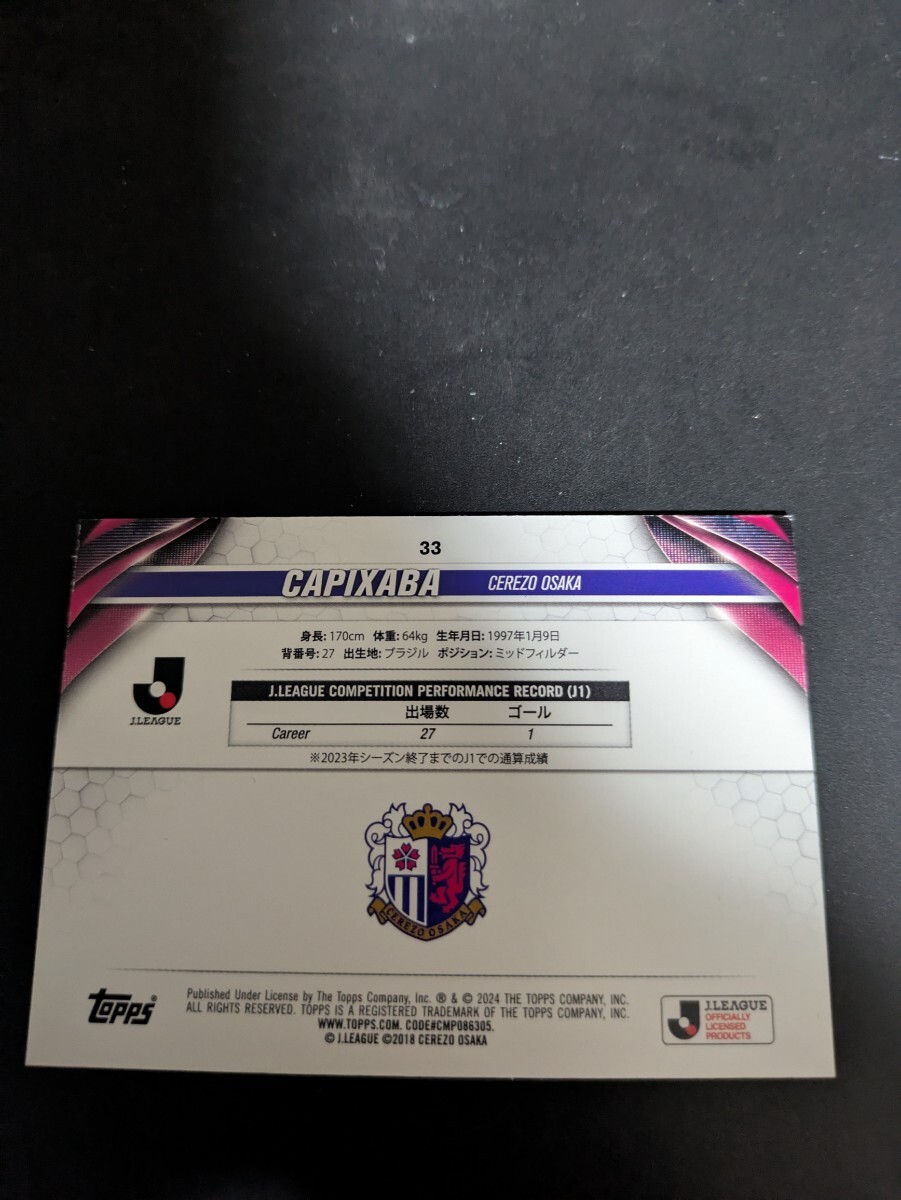 33
CAPIXABA CEREZO OSAKA
身長: 170cm 体重: 64kg 生年月日: 1997年1月9日
背番号: 27 出生地: ブラジル ポジション: ミッドフィルダー
J.LEAGUE
J.LEAGUE COMPETITION PERFORMANCE RECORD (J1)
出場数 ゴール
Career 27 1
※2023年シーズン終了までのJ1での通算成績
CEREZO OSAKA
topps®
Published Under License by The Topps Company, Inc. ® & © 2024 THE TOPPS COMPANY, INC.
ALL RIGHTS RESERVED. TOPPS IS A REGISTERED TRADEMARK OF THE TOPPS COMPANY, INC.
WWW.TOPPS.COM. CODE#CMP086305.
© J.LEAGUE ©2018 CEREZO OSAKA
J.LEAGUE
OFFICIALLY
LICENSED
PRODUCTS